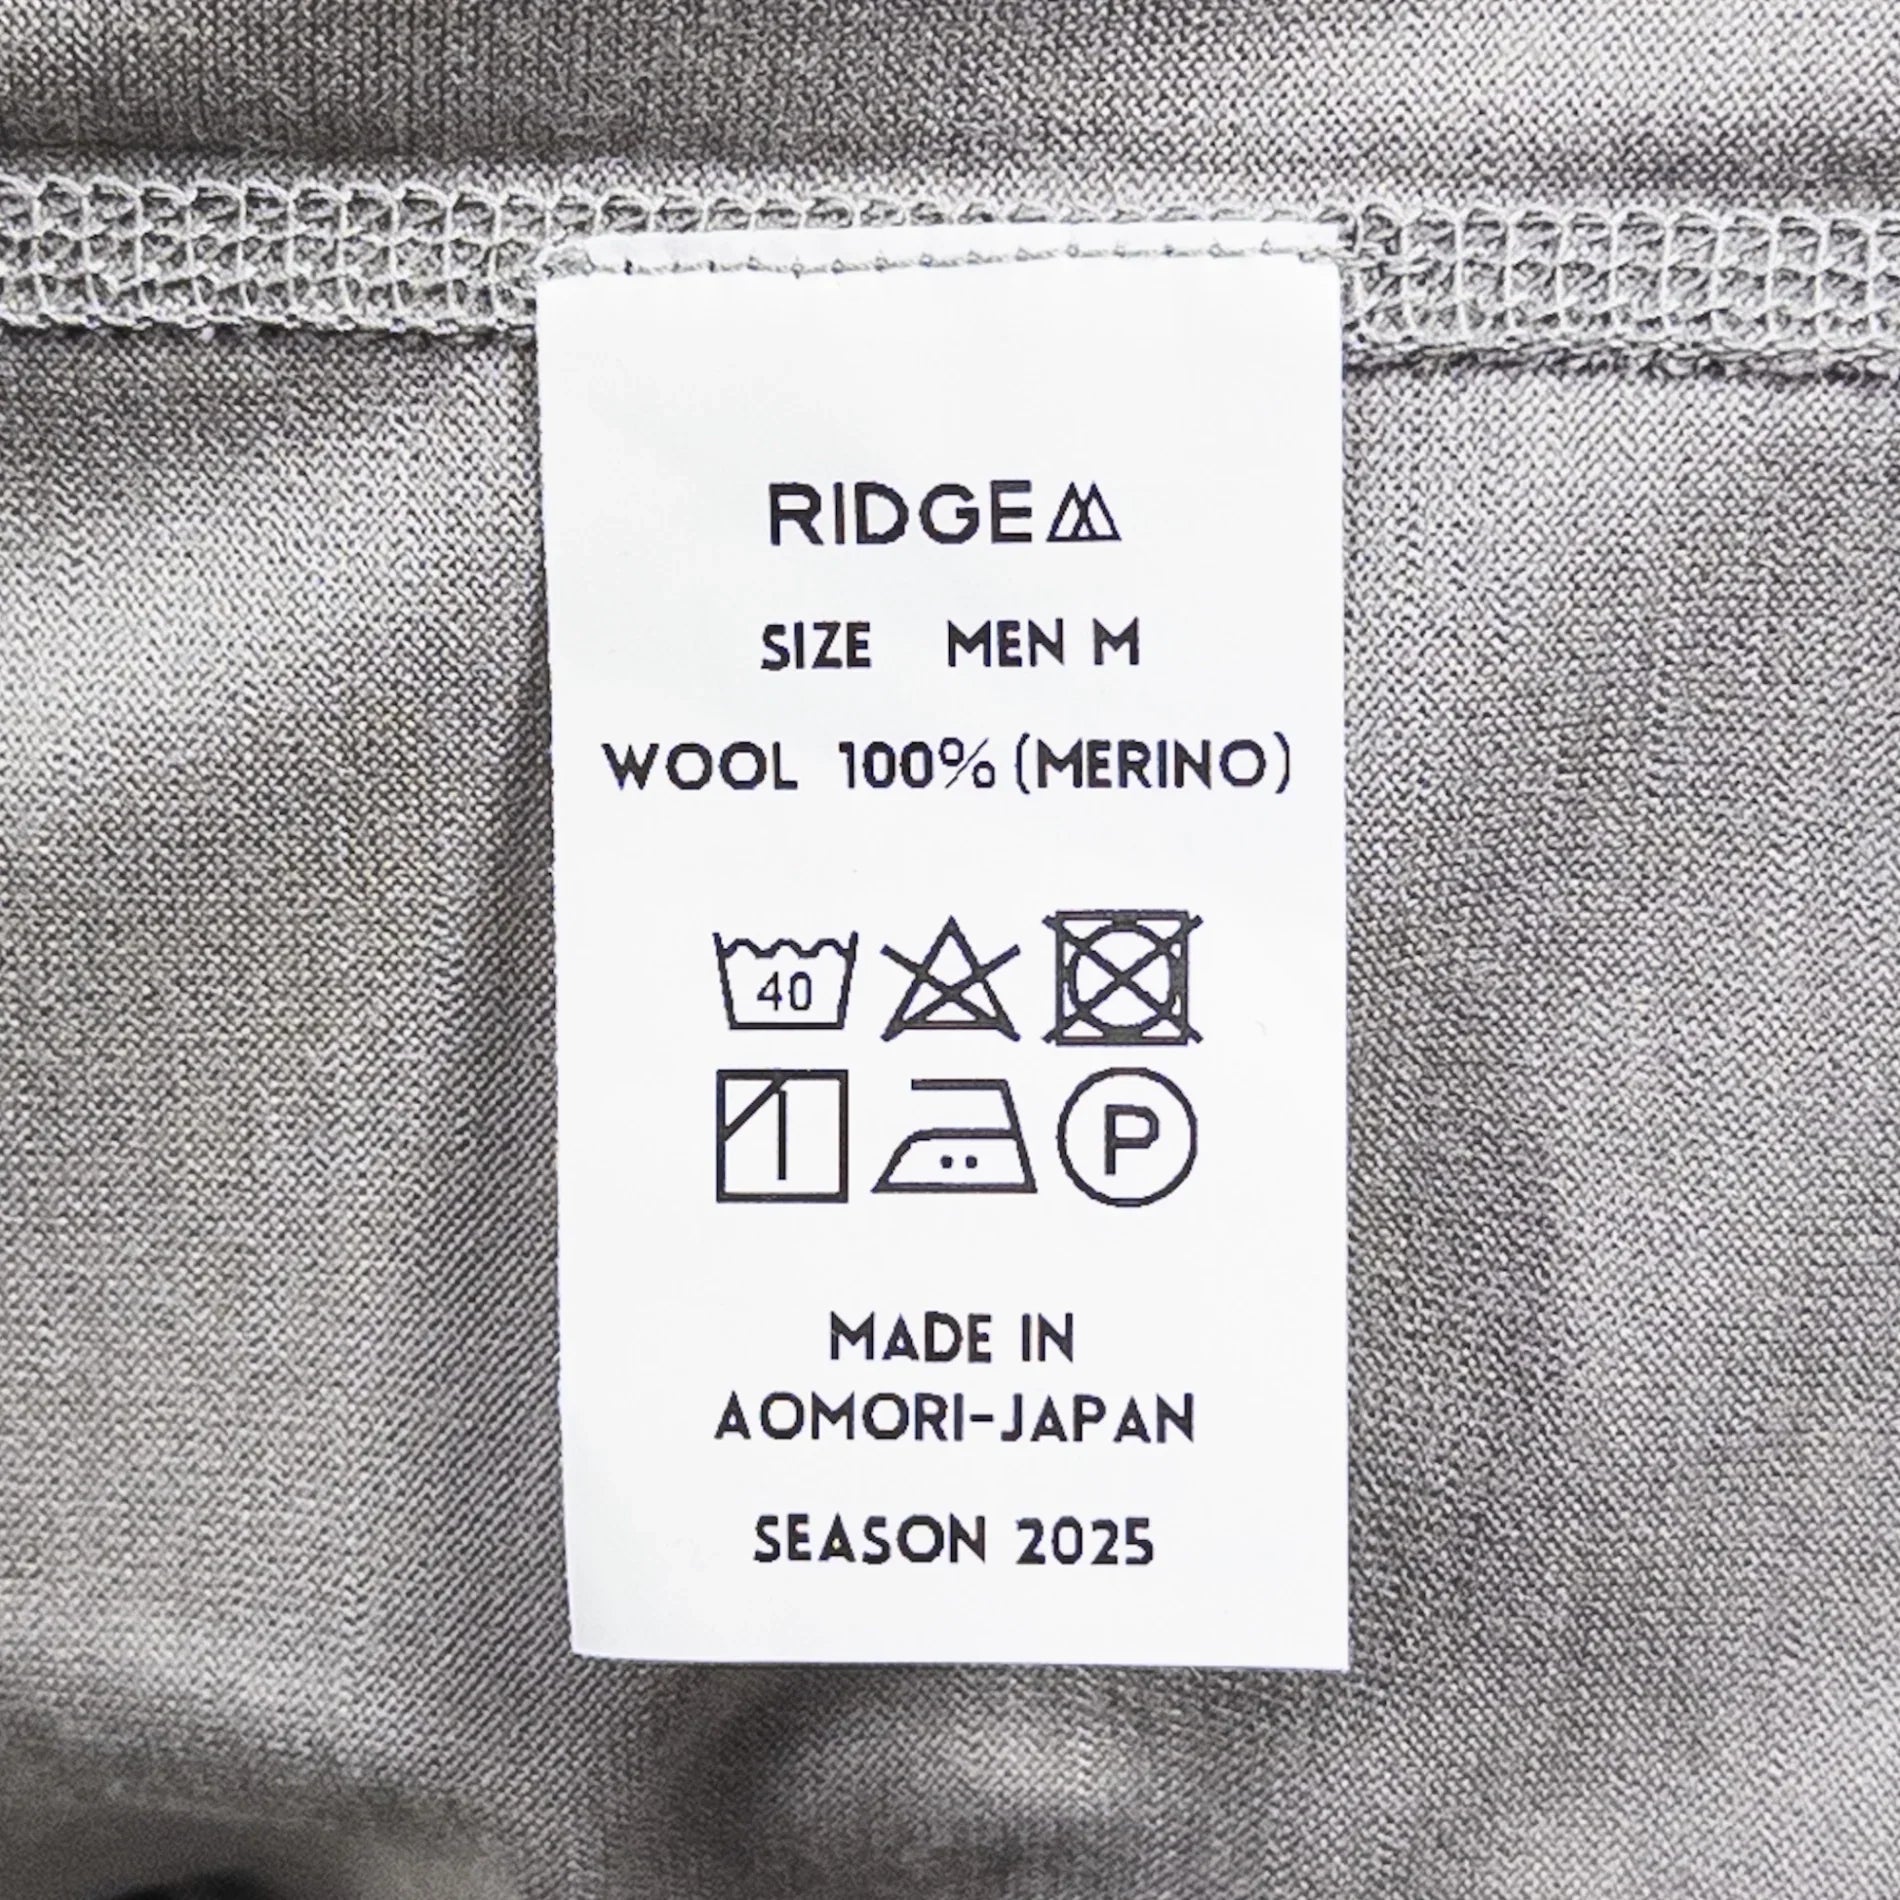 RIDGE
SIZE MEN M
WOOL 100% (MERINO)
40
P
MADE IN
AOMORI-JAPAN
SEASON 2025